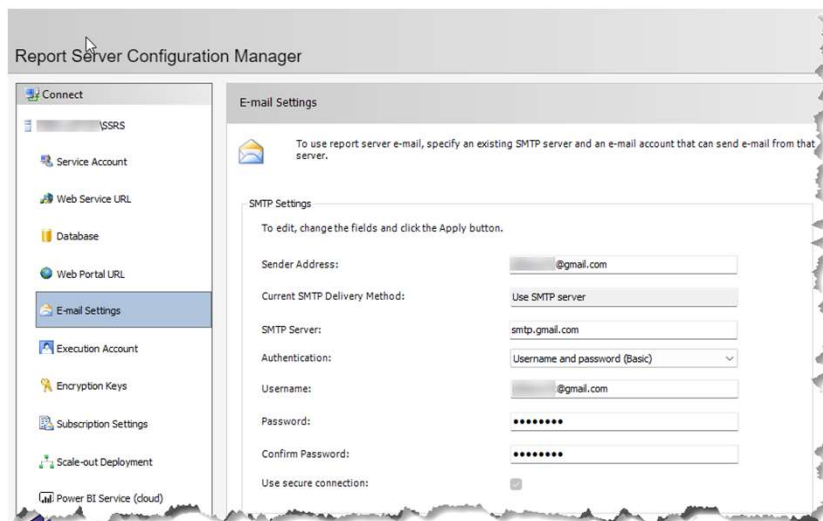 Report Server Configuration Manager
Connect
\SSRS
Service Account
Web Service URL
Database
Web Portal URL
E-mail Settings
Execution Account
Encryption Keys
Subscription Settings
Scale-out Deployment
Power BI Service (cloud)
E-mail Settings
To use report server e-mail, specify an existing SMTP server and an e-mail account that can send e-mail from that
server.
SMTP Settings
To edit, change the fields and click the Apply button.
Sender Address: @gmail.com
Current SMTP Delivery Method: Use SMTP server
SMTP Server: smtp.gmail.com
Authentication: Username and password (Basic)
Username: @gmail.com
Password: ••••••••
Confirm Password: ••••••••
Use secure connection: